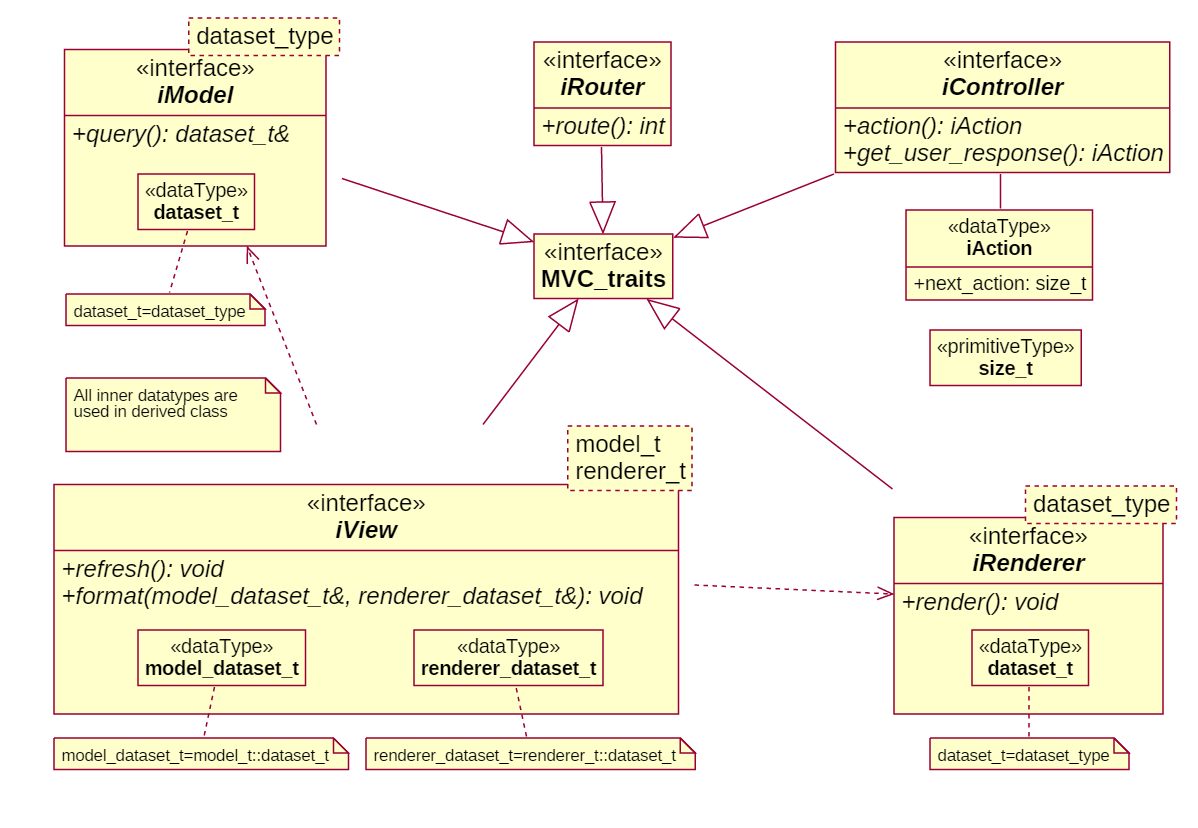 dataset_type
«interface»
iModel
+query(): dataset_t&
«dataType»
dataset_t
dataset_t=dataset_type
«interface»
iRouter
+route(): int
«interface»
iController
+action(): iAction
+get_user_response(): iAction
«dataType»
iAction
+next_action: size_t
«primitiveType»
size_t
«interface»
MVC_traits
All inner datatypes are
used in derived class
model_t
renderer_t
«interface»
iView
+refresh(): void
+format(model_dataset_t&, renderer_dataset_t&): void
«dataType»
model_dataset_t
«dataType»
renderer_dataset_t
model_dataset_t=model_t::dataset_t
renderer_dataset_t=renderer_t::dataset_t
dataset_type
«interface»
iRenderer
+render(): void
«dataType»
dataset_t
dataset_t=dataset_type